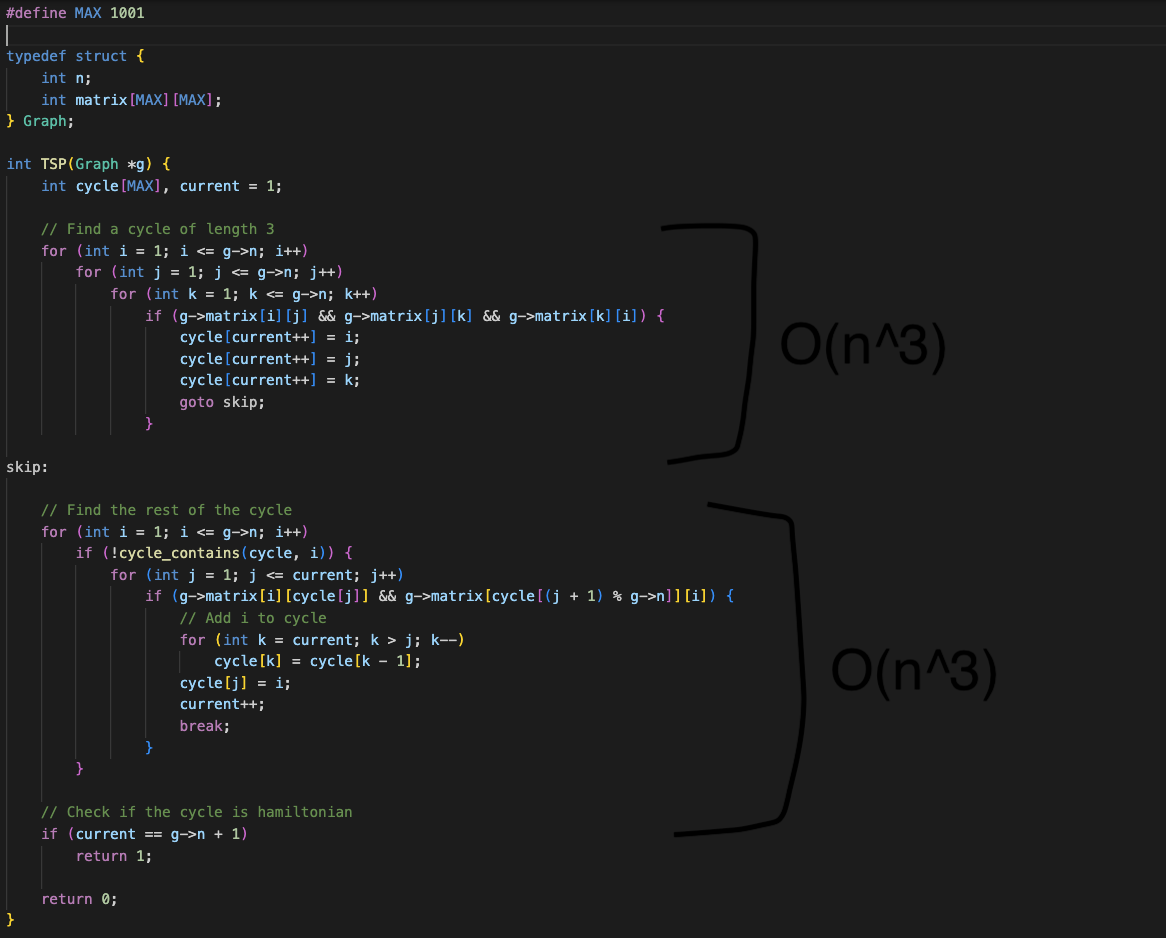 #define MAX 1001
typedef struct {
    int n;
    int matrix[MAX][MAX];
} Graph;
int TSP(Graph *g) {
    int cycle[MAX], current = 1;
    // Find a cycle of length 3
    for (int i = 1; i <= g->n; i++)
        for (int j = 1; j <= g->n; j++)
            for (int k = 1; k <= g->n; k++)
                if (g->matrix[i][j] && g->matrix[j][k] && g->matrix[k][i]) {
                    cycle[current++] = i;
                    cycle[current++] = j;
                    cycle[current++] = k;
                    goto skip;
                }
O(n^3)
skip:
    // Find the rest of the cycle
    for (int i = 1; i <= g->n; i++)
        if (!cycle_contains(cycle, i)) {
            for (int j = 1; j <= current; j++)
                if (g->matrix[i][cycle[j]] && g->matrix[cycle[(j + 1) % g->n]][i]) {
                    // Add i to cycle
                    for (int k = current; k > j; k--)
                        cycle[k] = cycle[k - 1];
                    cycle[j] = i;
                    current++;
                    break;
                }
        }
O(n^3)
    // Check if the cycle is hamiltonian
    if (current == g->n + 1)
        return 1;
    return 0;
}